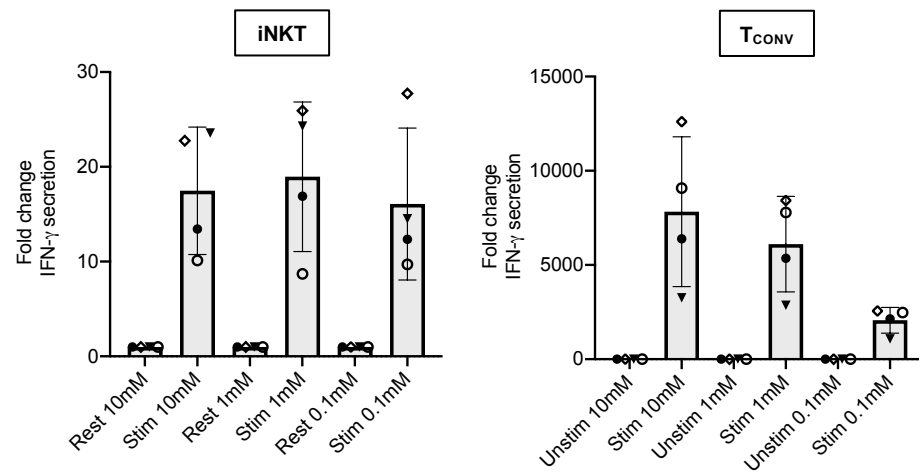 iNKT
Fold change
IFN-γ secretion
30
20
10
0
Rest 10mM
Stim 10mM
Rest 1mM
Stim 1mM
Rest 0.1mM
Stim 0.1mM
TCONV
Fold change
IFN-γ secretion
15000
10000
5000
0
Unstim 10mM
Stim 10mM
Unstim 1mM
Stim 1mM
Unstim 0.1mM
Stim 0.1mM